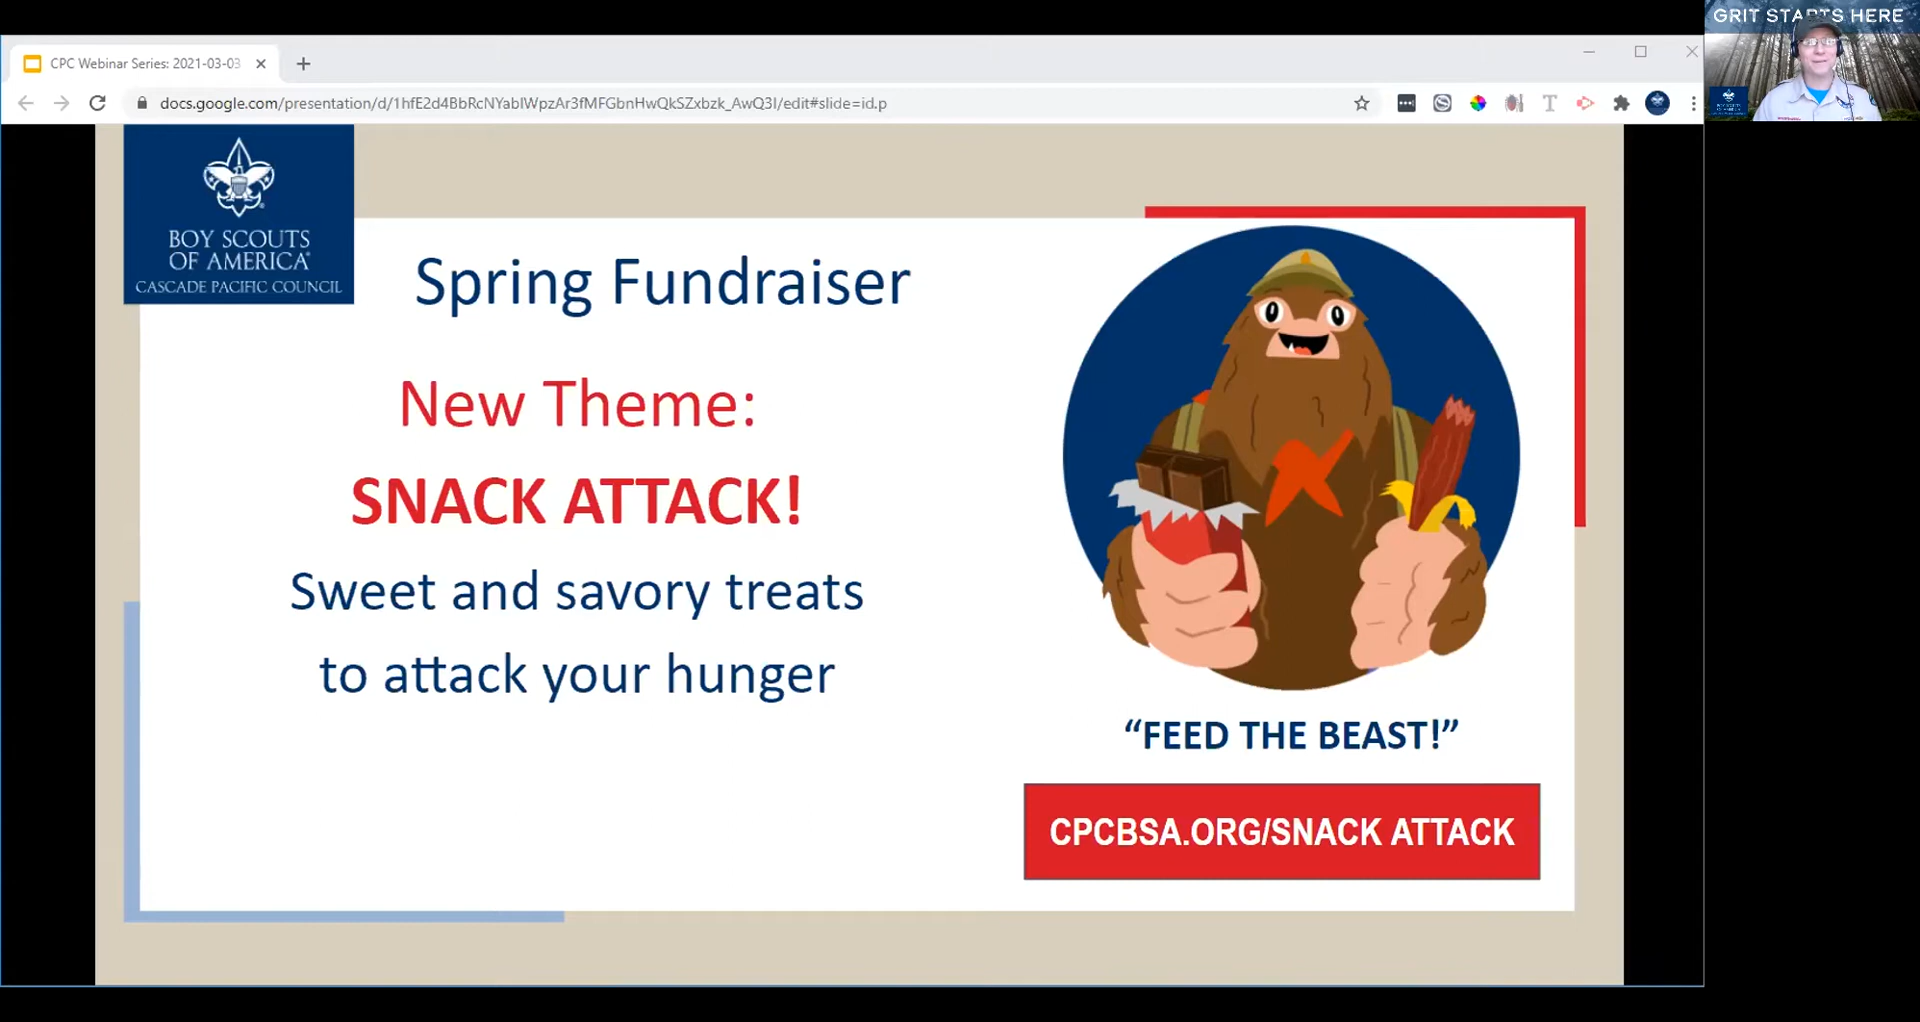 GRIT STARTS HERE
CPC Webinar Series: 2021-03-03
docs.google.com/presentation/d/1hfE2d4BbRcNYablWpzAr3fMFGbnHwQkSZxbzk_AwQ3I/edit#slide=id.p
BOY SCOUTS
OF AMERICA®
CASCADE PACIFIC COUNCIL
Spring Fundraiser
New Theme:
SNACK ATTACK!
Sweet and savory treats
to attack your hunger
“FEED THE BEAST!”
CPCBSA.ORG/SNACK ATTACK